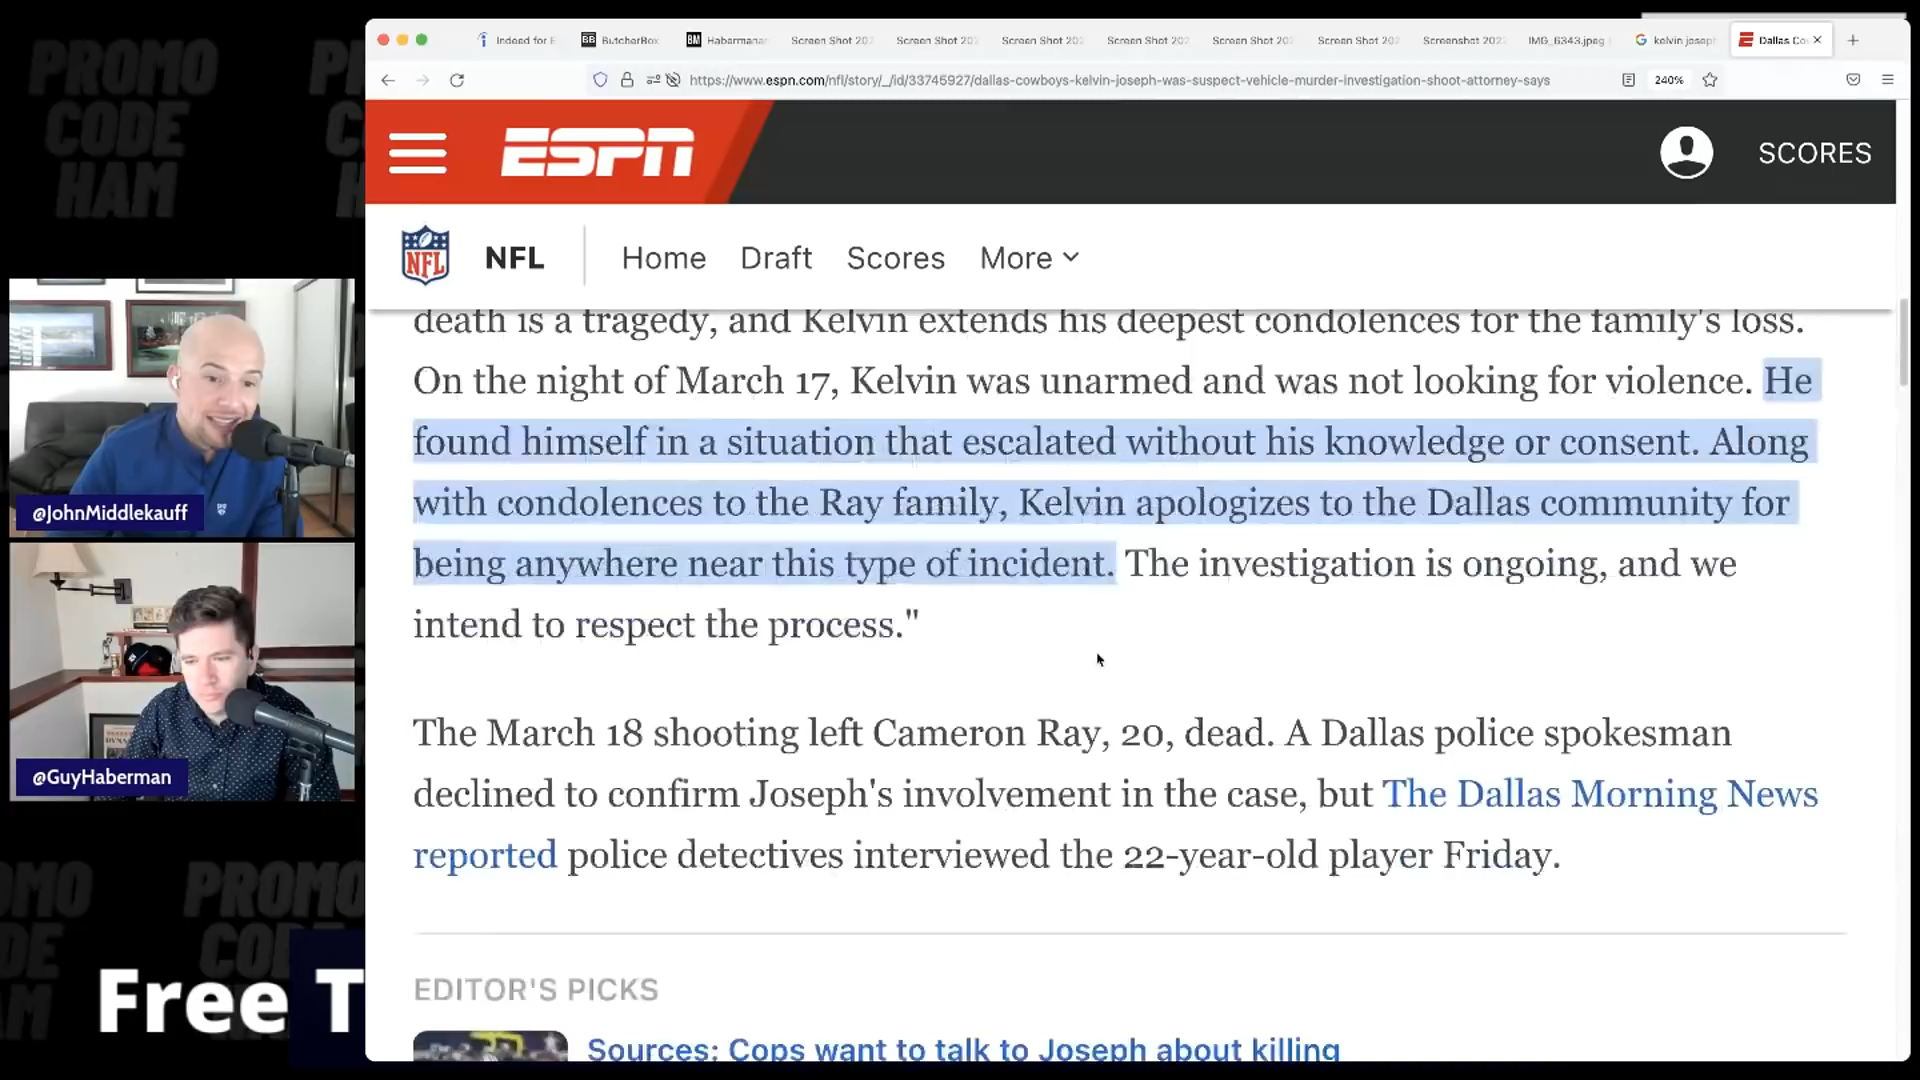 PROMO
CODE
HAM
Indeed for E
BB ButcherBox
BM Habermanan
Screen Shot 202
Screen Shot 202
Screen Shot 202
Screen Shot 202
Screen Shot 202
Screen Shot 202
Screenshot 202
IMG_6343.jpeg
kelvin joseph
Dallas Co
https://www.espn.com/nfl/story/_/id/33745927/dallas-cowboys-kelvin-joseph-was-suspect-vehicle-murder-investigation-shoot-attorney-says
240%
ESPN
SCORES
NFL
NFL
Home
Draft
Scores
More
death is a tragedy, and Kelvin extends his deepest condolences for the family's loss.
On the night of March 17, Kelvin was unarmed and was not looking for violence. He
found himself in a situation that escalated without his knowledge or consent. Along
with condolences to the Ray family, Kelvin apologizes to the Dallas community for
being anywhere near this type of incident. The investigation is ongoing, and we
intend to respect the process."
The March 18 shooting left Cameron Ray, 20, dead. A Dallas police spokesman
declined to confirm Joseph's involvement in the case, but The Dallas Morning News
reported police detectives interviewed the 22-year-old player Friday.
EDITOR'S PICKS
Sources: Cops want to talk to Joseph about killing
@JohnMiddlekauff
@GuyHaberman
PROMO
Free T